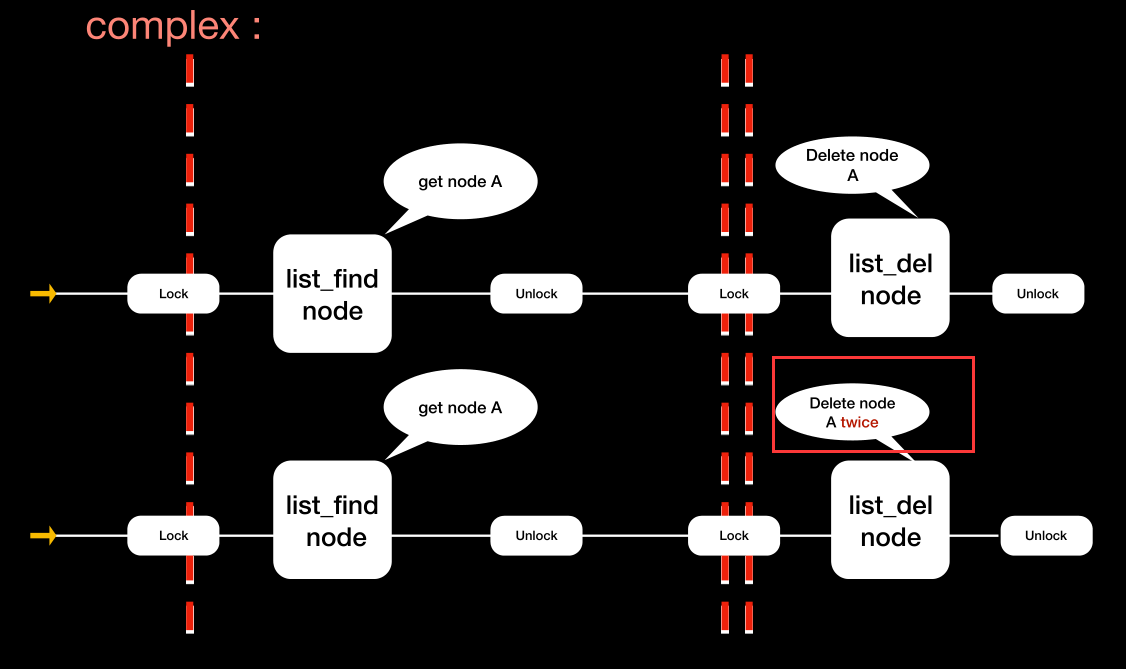 complex :
get node A
Delete node
A
Lock
list_find
node
Unlock
Lock
list_del
node
Unlock
get node A
Delete node
A twice
Lock
list_find
node
Unlock
Lock
list_del
node
Unlock